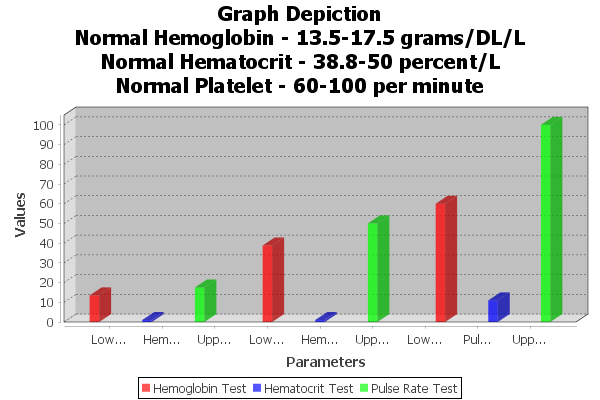 Graph Depiction
Normal Hemoglobin - 13.5-17.5 grams/DL/L
Normal Hematocrit - 38.8-50 percent/L
Normal Platelet - 60-100 per minute
100
90
80
70
60
50
40
30
20
10
0
Values
Low... Hem... Upp... Low... Hem... Upp... Low... Pul... Upp...
Parameters
Hemoglobin Test Hematocrit Test Pulse Rate Test